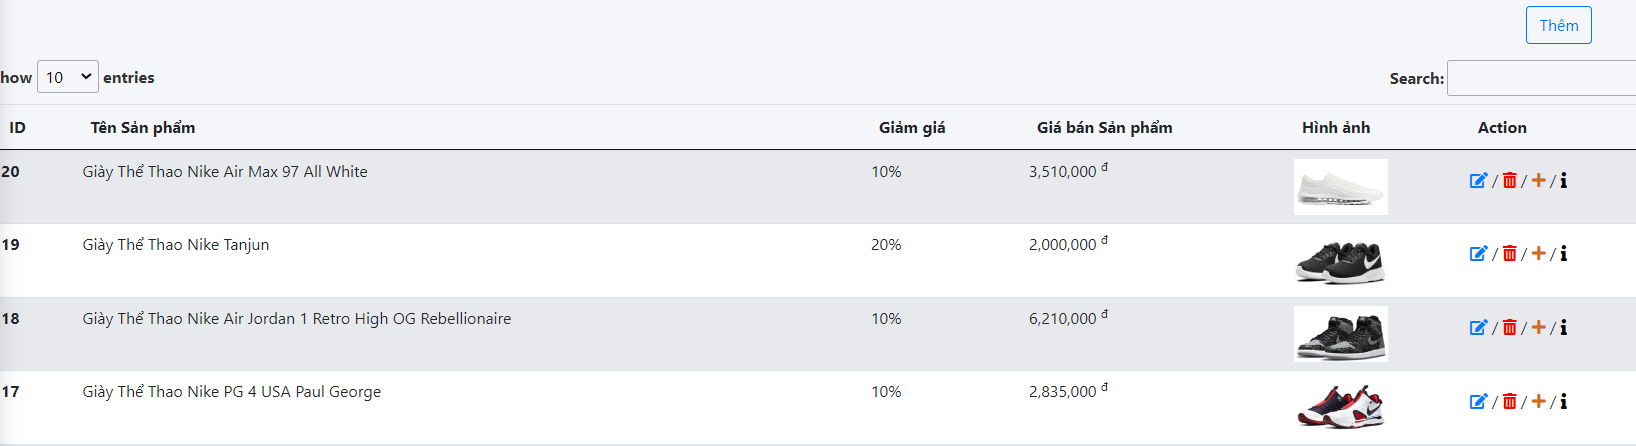 Thêm
how 10 entries Search:
ID Tên Sản phẩm Giảm giá Giá bán Sản phẩm Hình ảnh Action
20 Giày Thể Thao Nike Air Max 97 All White 10% 3,510,000 đ / / /
19 Giày Thể Thao Nike Tanjun 20% 2,000,000 đ / / /
18 Giày Thể Thao Nike Air Jordan 1 Retro High OG Rebellionaire 10% 6,210,000 đ / / /
17 Giày Thể Thao Nike PG 4 USA Paul George 10% 2,835,000 đ / / /